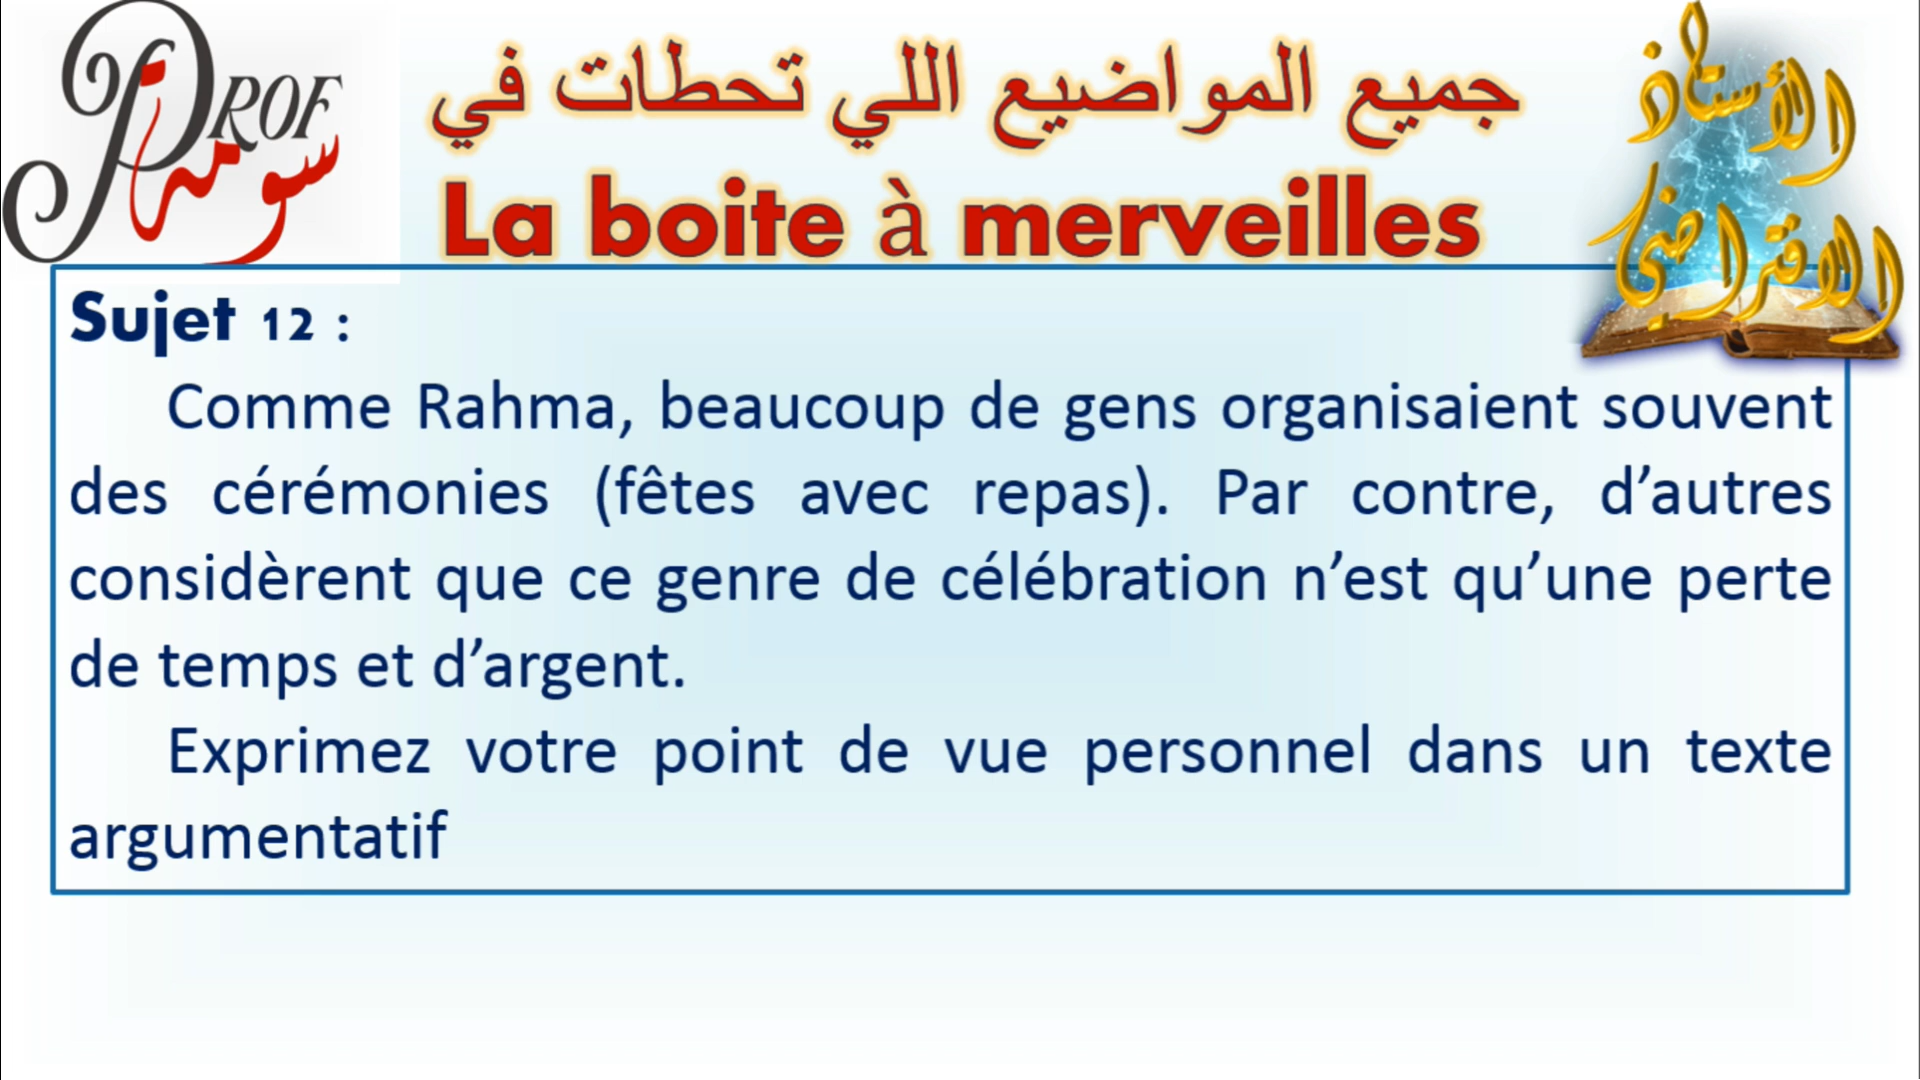 PROF
سومة
جميع المواضيع اللي تحطات في
La boite à merveilles
الأستاذ
الافتراضي
Sujet 12 :
Comme Rahma, beaucoup de gens organisaient souvent
des cérémonies (fêtes avec repas). Par contre, d’autres
considèrent que ce genre de célébration n’est qu’une perte
de temps et d’argent.
Exprimez votre point de vue personnel dans un texte
argumentatif